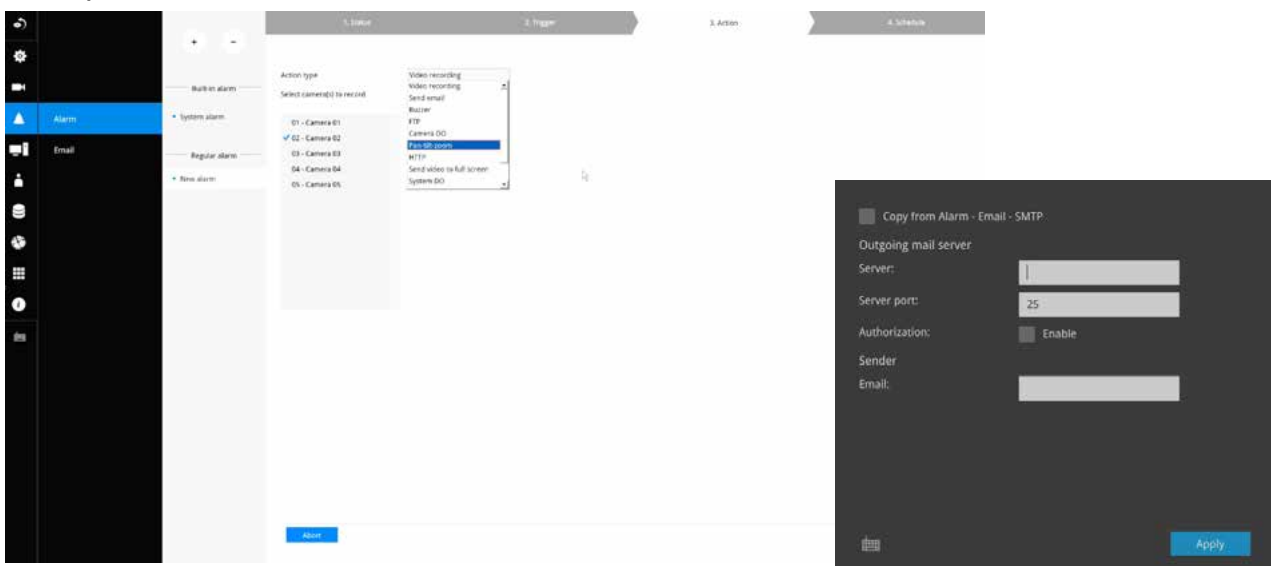 1. Status
2. Trigger
3. Action
4. Schedule
+ -
Built-in alarm
System alarm
Regular alarm
New alarm
Alarm
Email
Action type
Video recording
Select camera(s) to record
01 - Camera 01
02 - Camera 02
03 - Camera 03
04 - Camera 04
05 - Camera 05
Video recording
Send email
Buzzer
FTP
Camera DO
Pan-tilt-zoom
HTTP
Send video to full screen
System DO
Abort
Copy from Alarm - Email - SMTP
Outgoing mail server
Server:
Server port: 25
Authorization: Enable
Sender
Email:
Apply